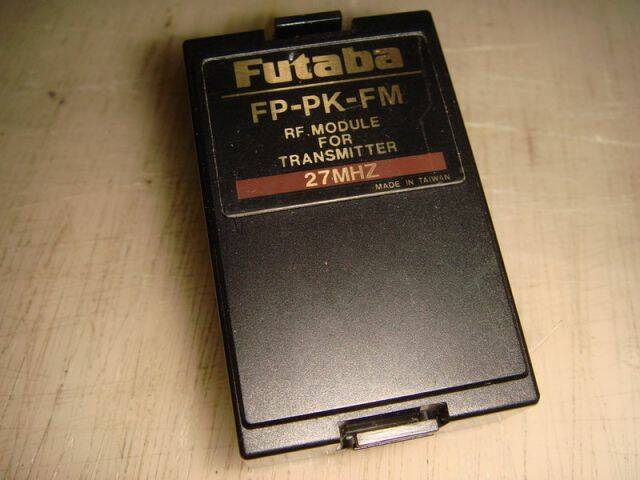 Futaba
FP-PK-FM
RF. MODULE
FOR
TRANSMITTER
27MHZ
MADE IN TAIWAN